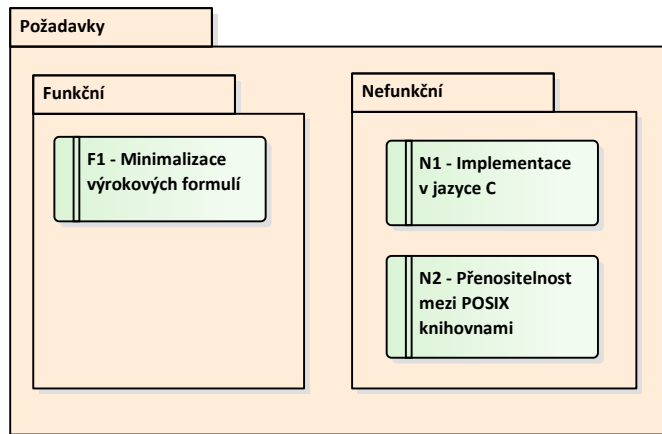 Požadavky
Funkční
F1 - Minimalizace
výrokových formulí
Nefunkční
N1 - Implementace
v jazyce C
N2 - Přenositelnost
mezi POSIX
knihovnami